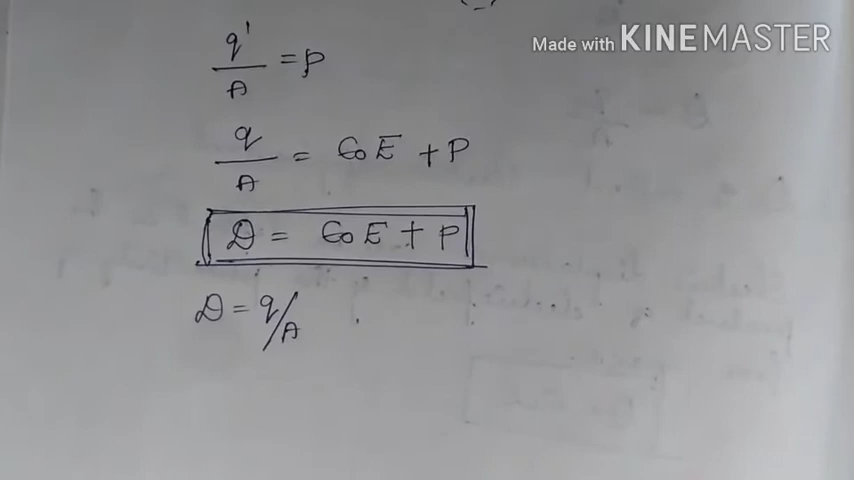 Made with KINEMASTER
q'/A = P
q/A = ϵ₀E + P
D = ϵ₀E + P
D = q/A